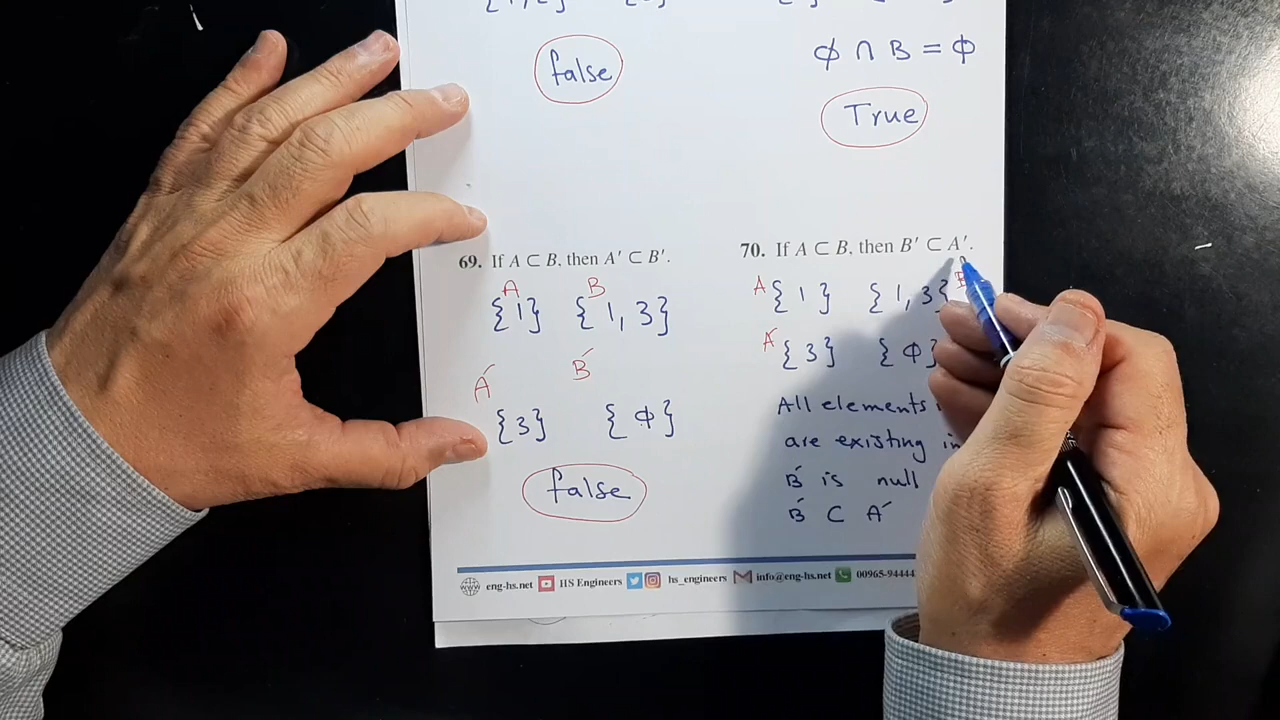 false
ϕ ∩ B = ϕ
True
69. If A ⊂ B, then A′ ⊂ B′.
A B
{1} {1, 3}
A′ B′
{3} {ϕ}
false
70. If A ⊂ B, then B′ ⊂ A′.
A {1} {1, 3} B
A′ {3} {ϕ}
All elements
are existing in
B′ is null
B′ ⊂ A′
eng-hs.net HS Engineers hs_engineers info@eng-hs.net 00965-94444